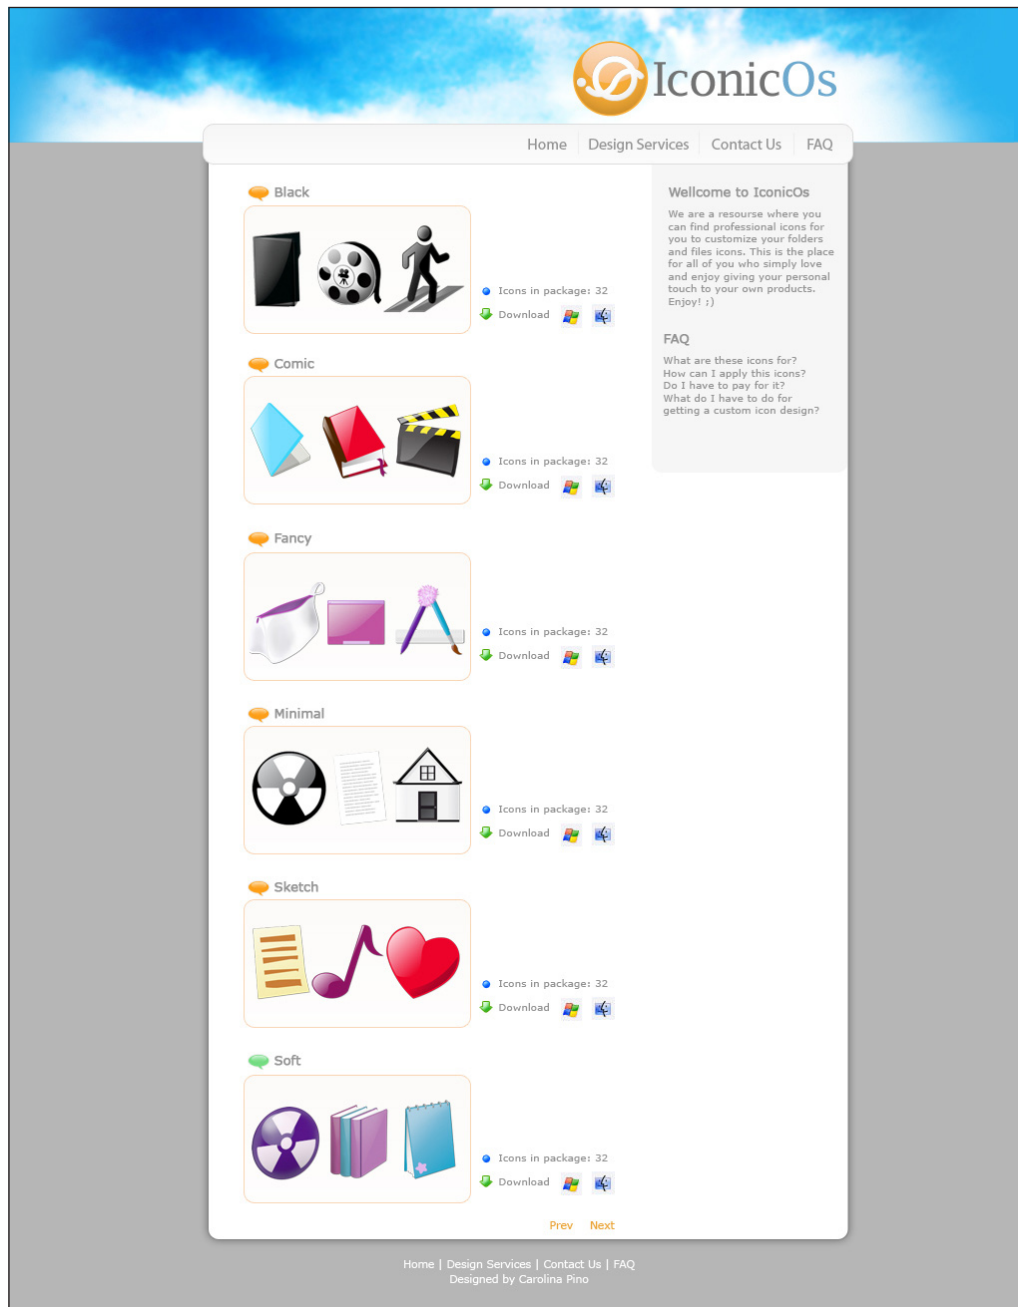 IconicOs
Home
Design Services
Contact Us
FAQ
Black
Icons in package: 32
Download
Comic
Icons in package: 32
Download
Fancy
Icons in package: 32
Download
Minimal
Icons in package: 32
Download
Sketch
Icons in package: 32
Download
Soft
Icons in package: 32
Download
Prev Next
Wellcome to IconicOs
We are a resourse where you
can find professional icons for
you to customize your folders
and files icons. This is the place
for all of you who simply love
and enjoy giving your personal
touch to your own products.
Enjoy! ;)
FAQ
What are these icons for?
How can I apply this icons?
Do I have to pay for it?
What do I have to do for
getting a custom icon design?
Home | Design Services | Contact Us | FAQ
Designed by Carolina Pino